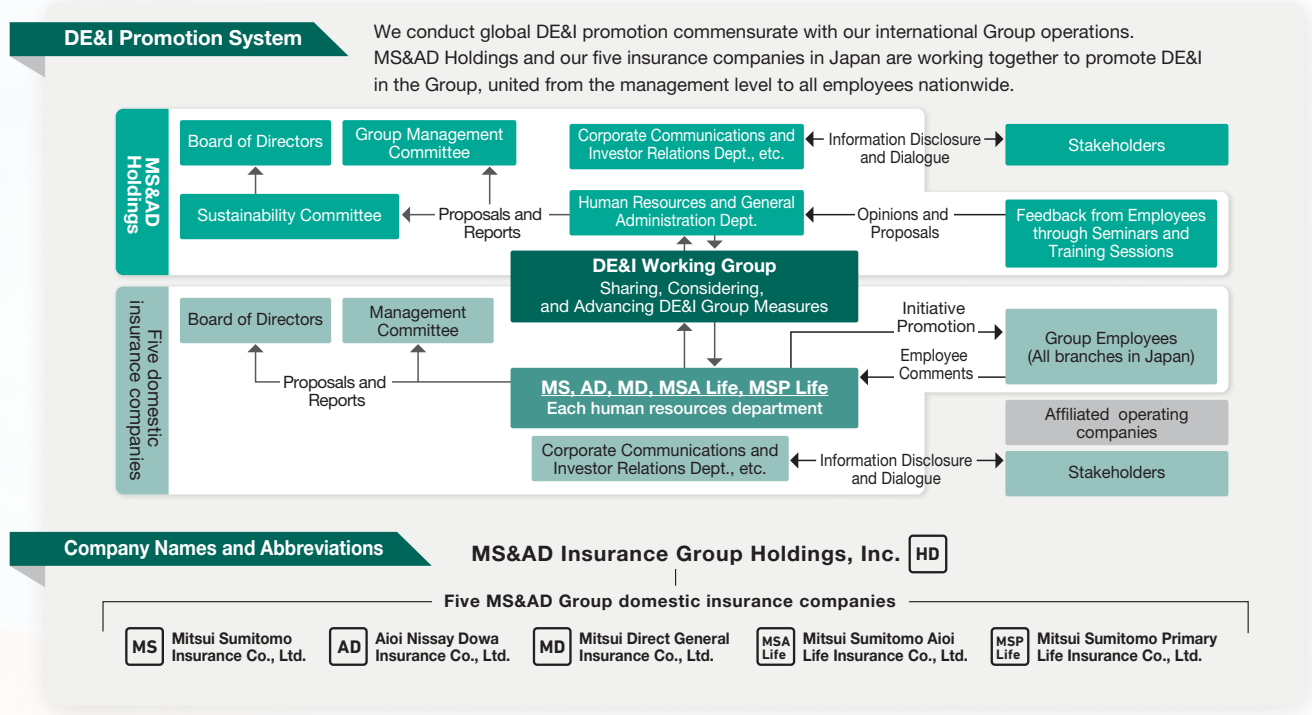 DE&I Promotion System
We conduct global DE&I promotion commensurate with our international Group operations.
MS&AD Holdings and our five insurance companies in Japan are working together to promote DE&I
in the Group, united from the management level to all employees nationwide.
MS&AD
Holdings
Board of Directors
Group Management
Committee
Corporate Communications and
Investor Relations Dept., etc.
Information Disclosure
and Dialogue
Stakeholders
Sustainability Committee
Proposals and
Reports
Human Resources and General
Administration Dept.
Opinions and
Proposals
Feedback from Employees
through Seminars and
Training Sessions
DE&I Working Group
Sharing, Considering,
and Advancing DE&I Group Measures
Five domestic
insurance companies
Board of Directors
Management
Committee
Initiative
Promotion
Group Employees
(All branches in Japan)
Employee
Comments
Proposals and
Reports
MS, AD, MD, MSA Life, MSP Life
Each human resources department
Affiliated operating
companies
Corporate Communications and
Investor Relations Dept., etc.
Information Disclosure
and Dialogue
Stakeholders
Company Names and Abbreviations
MS&AD Insurance Group Holdings, Inc. HD
Five MS&AD Group domestic insurance companies
MS
Mitsui Sumitomo
Insurance Co., Ltd.
AD
Aioi Nissay Dowa
Insurance Co., Ltd.
MD
Mitsui Direct General
Insurance Co., Ltd.
MSA
Life
Mitsui Sumitomo Aioi
Life Insurance Co., Ltd.
MSP
Life
Mitsui Sumitomo Primary
Life Insurance Co., Ltd.